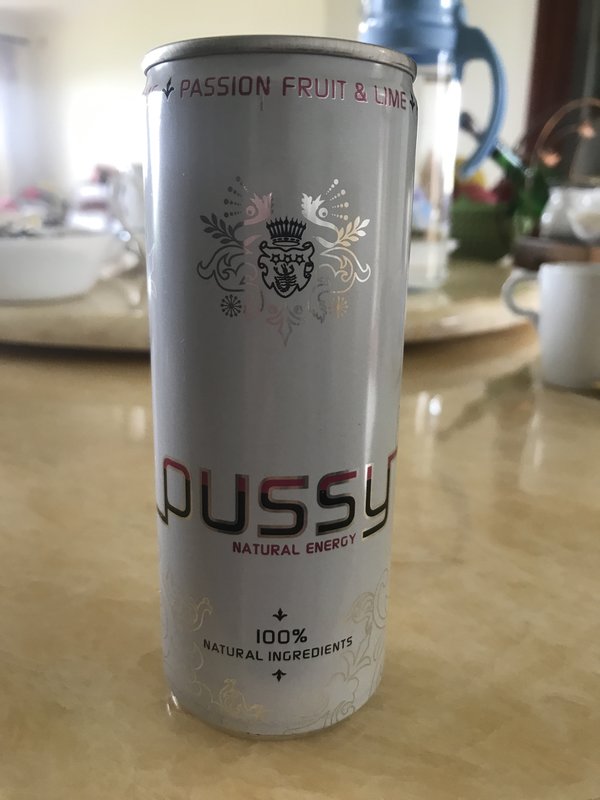 PASSION FRUIT & LIME
pussy
NATURAL ENERGY
100%
NATURAL INGREDIENTS